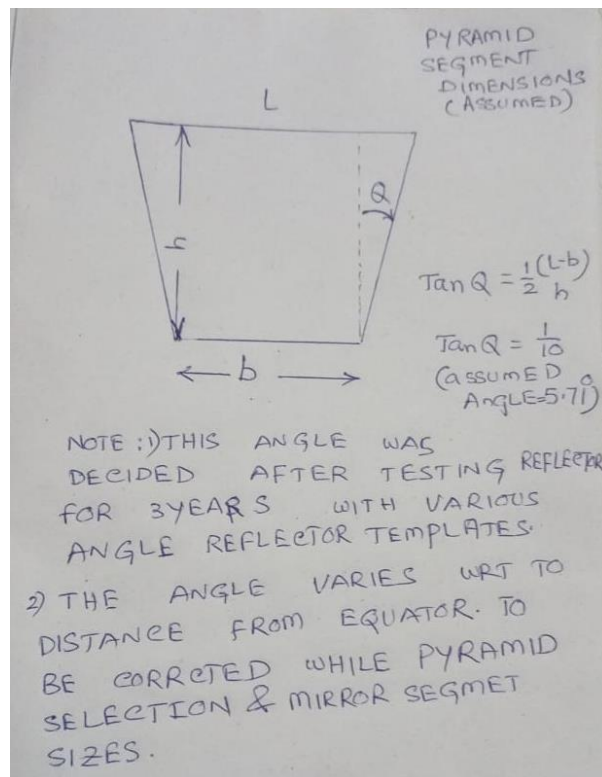 PYRAMID
SEGMENT
DIMENSIONS
(ASSUMED)
L
Q
h
Tan Q = 1/2 (L-b)/h
Tan Q = 1/10
b
(ASSUMED
ANGLE=5.71°)
NOTE:1) THIS ANGLE WAS
DECIDED AFTER TESTING REFLECTOR
FOR 3YEARS WITH VARIOUS
ANGLE REFLECTOR TEMPLATES.
2) THE ANGLE VARIES WRT TO
DISTANCE FROM EQUATOR. TO
BE CORRCTED WHILE PYRAMID
SELECTION & MIRROR SEGMET
SIZES.